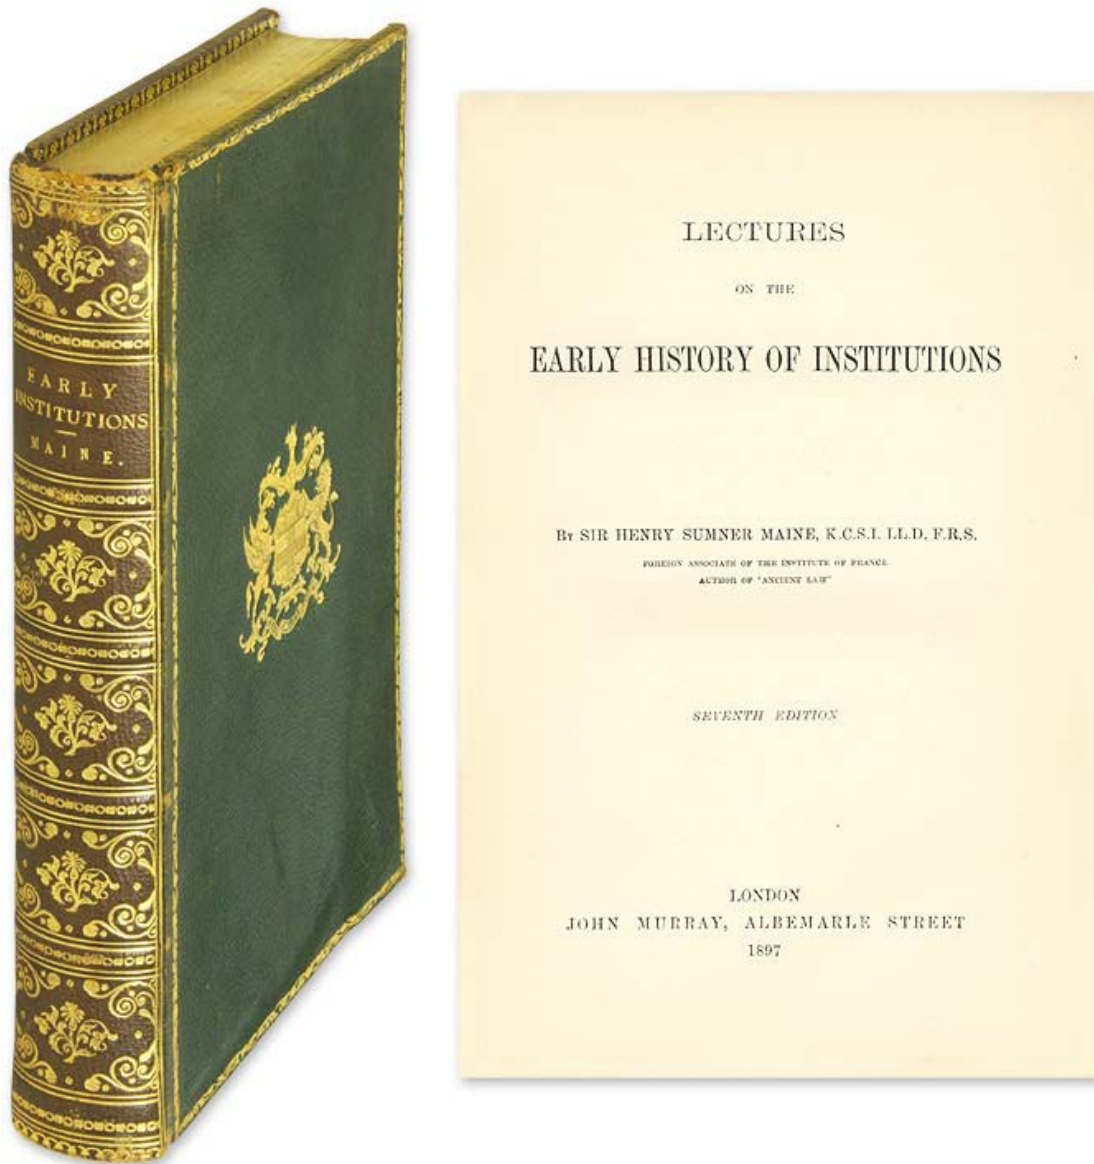 EARLY
INSTITUTIONS
MAINE.
LECTURES
ON THE
EARLY HISTORY OF INSTITUTIONS
By SIR HENRY SUMNER MAINE, K.C.S.I. LL.D. F.R.S.
FOREIGN ASSOCIATE OF THE INSTITUTE OF FRANCE
AUTHOR OF "ANCIENT LAW"
SEVENTH EDITION
LONDON
JOHN MURRAY, ALBEMARLE STREET
1897